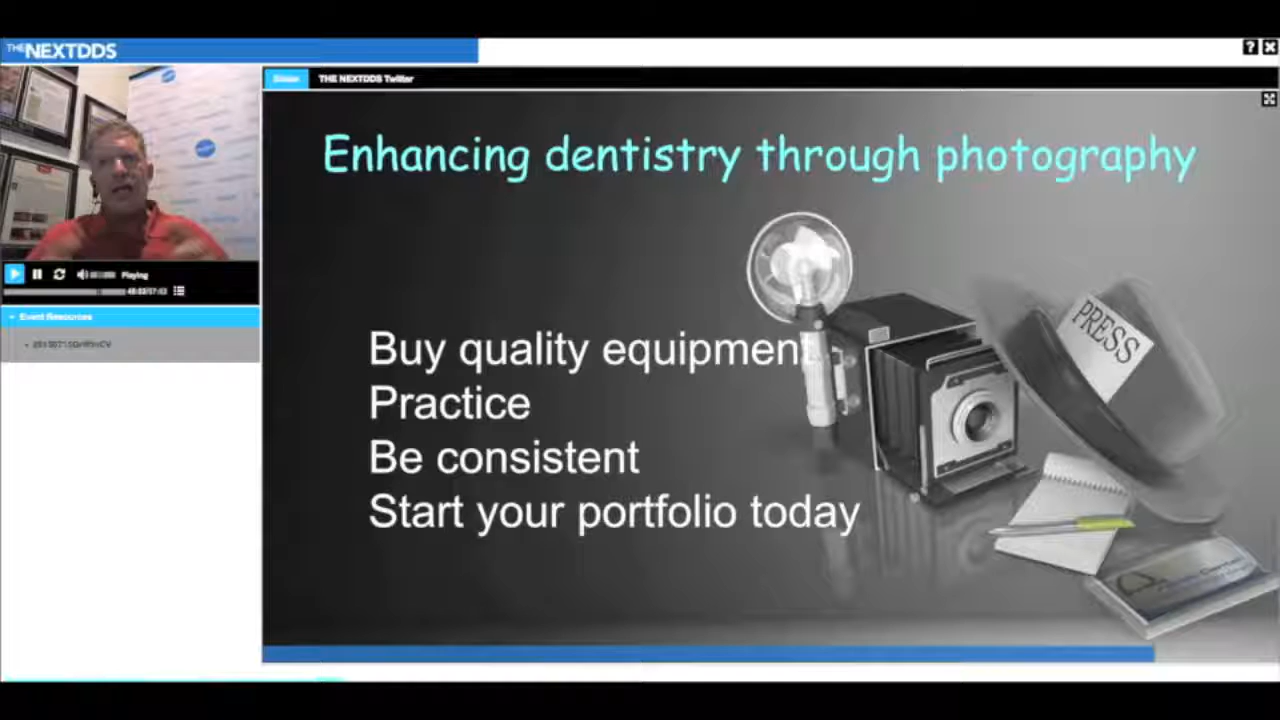 THE NEXTDDS
? x
THE NEXTDDS Twitter
Enhancing dentistry through photography
PRESS
Playing
Event Resources
Buy quality equipment
Practice
Be consistent
Start your portfolio today